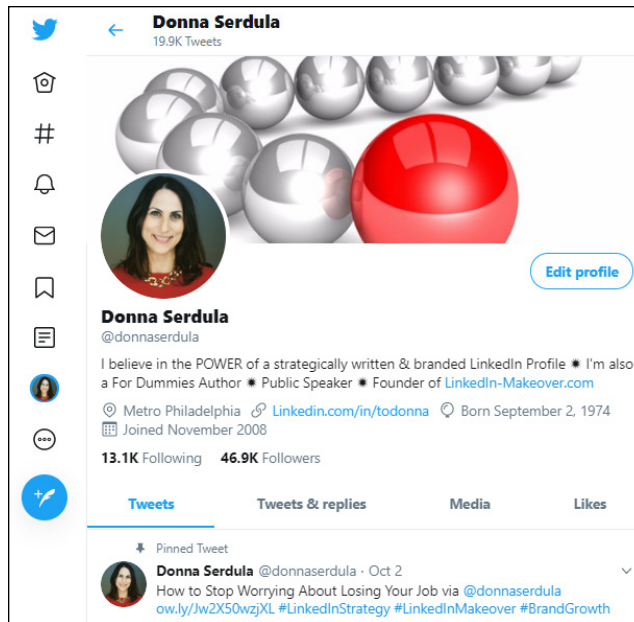 Donna Serdula
19.9K Tweets
Edit profile
Donna Serdula
@donnaserdula
I believe in the POWER of a strategically written & branded LinkedIn Profile ✹ I'm also
a For Dummies Author ✹ Public Speaker ✹ Founder of LinkedIn-Makeover.com
Metro Philadelphia Linkedin.com/in/todonna Born September 2, 1974
Joined November 2008
13.1K Following 46.9K Followers
Tweets Tweets & replies Media Likes
Pinned Tweet
Donna Serdula @donnaserdula · Oct 2
How to Stop Worrying About Losing Your Job via @donnaserdula
ow.ly/Jw2X50wzjXL #LinkedInStrategy #LinkedInMakeover #BrandGrowth